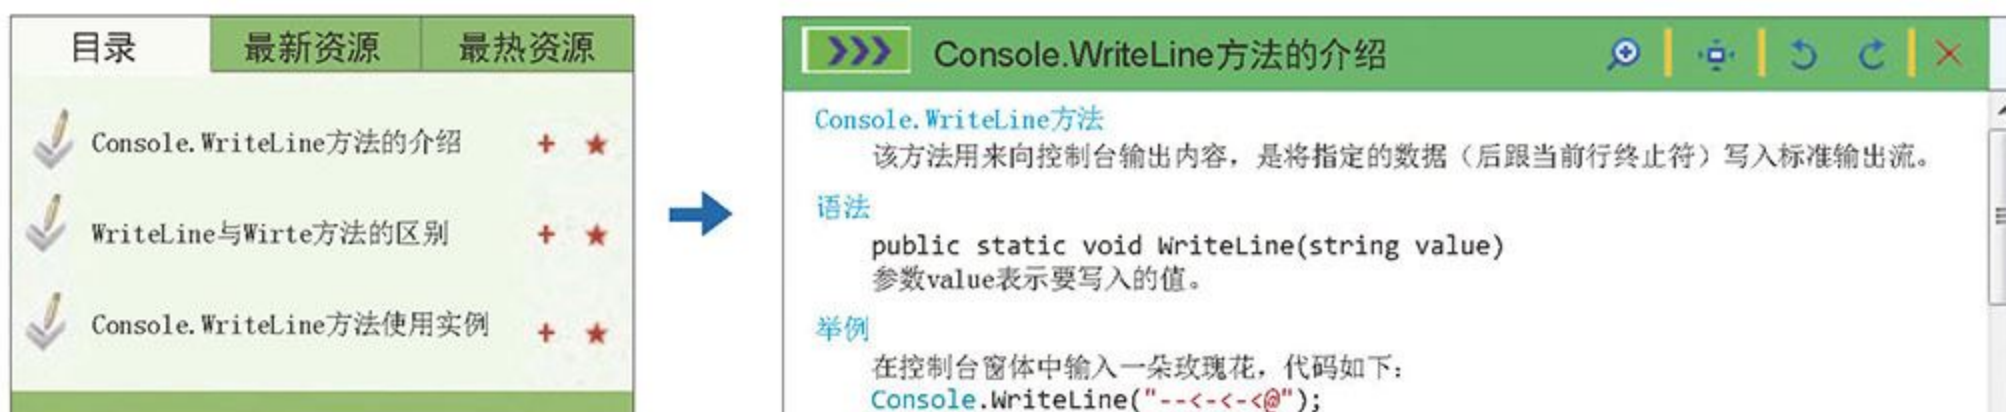 目录 最新资源 最热资源
Console.WriteLine方法的介绍
WriteLine与Wirte方法的区别
Console.WriteLine方法使用实例
Console.WriteLine方法的介绍
Console.WriteLine方法
该方法用来向控制台输出内容，是将指定的数据（后跟当前行终止符）写入标准输出流。
语法
public static void WriteLine(string value)
参数value表示要写入的值。
举例
在控制台窗体中输入一朵玫瑰花，代码如下：
Console.WriteLine("--<-<-<@");